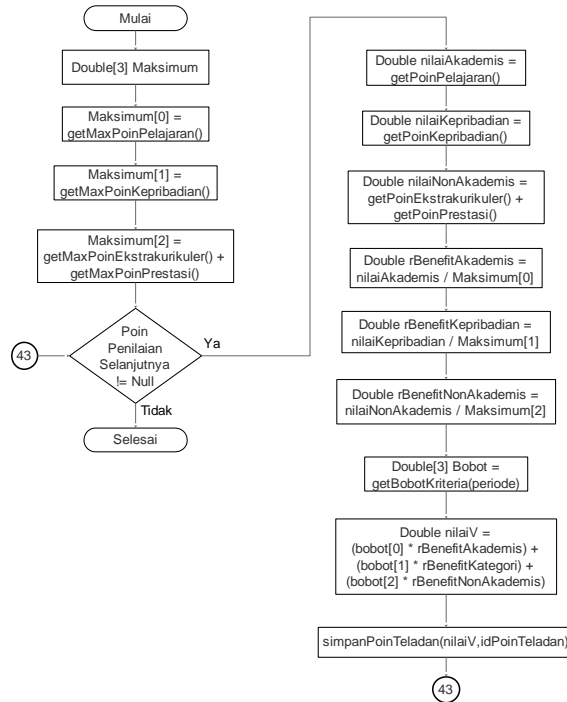 Mulai
Double[3] Maksimum
Maksimum[0] =
getMaxPoinPelajaran()
Maksimum[1] =
getMaxPoinKepribadian()
Maksimum[2] =
getMaxPoinEkstrakurikuler() +
getMaxPoinPrestasi()
43
Poin
Penilaian
Selanjutnya
!= Null
Ya
Tidak
Selesai
Double nilaiAkademis =
getPoinPelajaran()
Double nilaiKepribadian =
getPoinKepribadian()
Double nilaiNonAkademis =
getPoinEkstrakurikuler() +
getPoinPrestasi()
Double rBenefitAkademis =
nilaiAkademis / Maksimum[0]
Double rBenefitKepribadian =
nilaiKepribadian / Maksimum[1]
Double rBenefitNonAkademis =
nilaiNonAkademis / Maksimum[2]
Double[3] Bobot =
getBobotKriteria(periode)
Double nilaiV =
(bobot[0] * rBenefitAkademis) +
(bobot[1] * rBenefitKategori) +
(bobot[2] * rBenefitNonAkademis)
simpanPoinTeladan(nilaiV,idPoinTeladan)
43